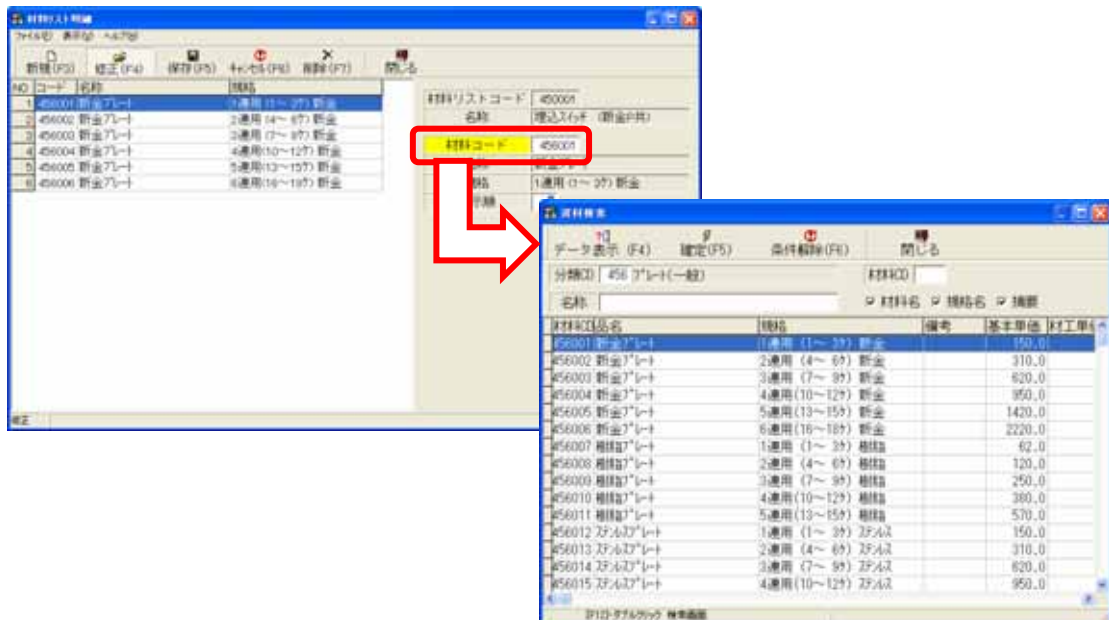 材料リスト明細
ファイル(F) 表示(V) ヘルプ(H)
新規(F3) 修正(F4) 保存(F5) キャンセル(F6) 削除(F7) 閉じる
NO コード 名称 規格
1 456001 新金プレート 1連用 (1～ 3ケ) 新金
2 456002 新金プレート 2連用 (4～ 6ケ) 新金
3 456003 新金プレート 3連用 (7～ 9ケ) 新金
4 456004 新金プレート 4連用(10～12ケ) 新金
5 456005 新金プレート 5連用(13～15ケ) 新金
6 456006 新金プレート 6連用(16～18ケ) 新金
材料リストコード 450001
名称 埋込スイッチ (新金P共)
材料コード 456001
新金プレート
規格 1連用 (1～ 3ケ) 新金
示順
修正
資材検索
データ表示 (F4) 確定(F5) 条件解除(F6) 閉じる
分類CD 456 プレート(一般) 材料CD
名称 材料名 規格名 摘要
材料CD 品名 規格 備考 基本単価 材工単価
456001 新金プレート 1連用 (1～ 3ケ) 新金 150.0
456002 新金プレート 2連用 (4～ 6ケ) 新金 310.0
456003 新金プレート 3連用 (7～ 9ケ) 新金 620.0
456004 新金プレート 4連用(10～12ケ) 新金 950.0
456005 新金プレート 5連用(13～15ケ) 新金 1420.0
456006 新金プレート 6連用(16～18ケ) 新金 2220.0
456007 樹脂プレート 1連用 (1～ 3ケ) 樹脂 62.0
456008 樹脂プレート 2連用 (4～ 6ケ) 樹脂 120.0
456009 樹脂プレート 3連用 (7～ 9ケ) 樹脂 250.0
456010 樹脂プレート 4連用(10～12ケ) 樹脂 380.0
456011 樹脂プレート 5連用(13～15ケ) 樹脂 570.0
456012 ステンレスプレート 1連用 (1～ 3ケ) ステンレス 150.0
456013 ステンレスプレート 2連用 (4～ 6ケ) ステンレス 310.0
456014 ステンレスプレート 3連用 (7～ 9ケ) ステンレス 620.0
456015 ステンレスプレート 4連用(10～12ケ) ステンレス 950.0
[F12]・ダブルクリック 検索画面